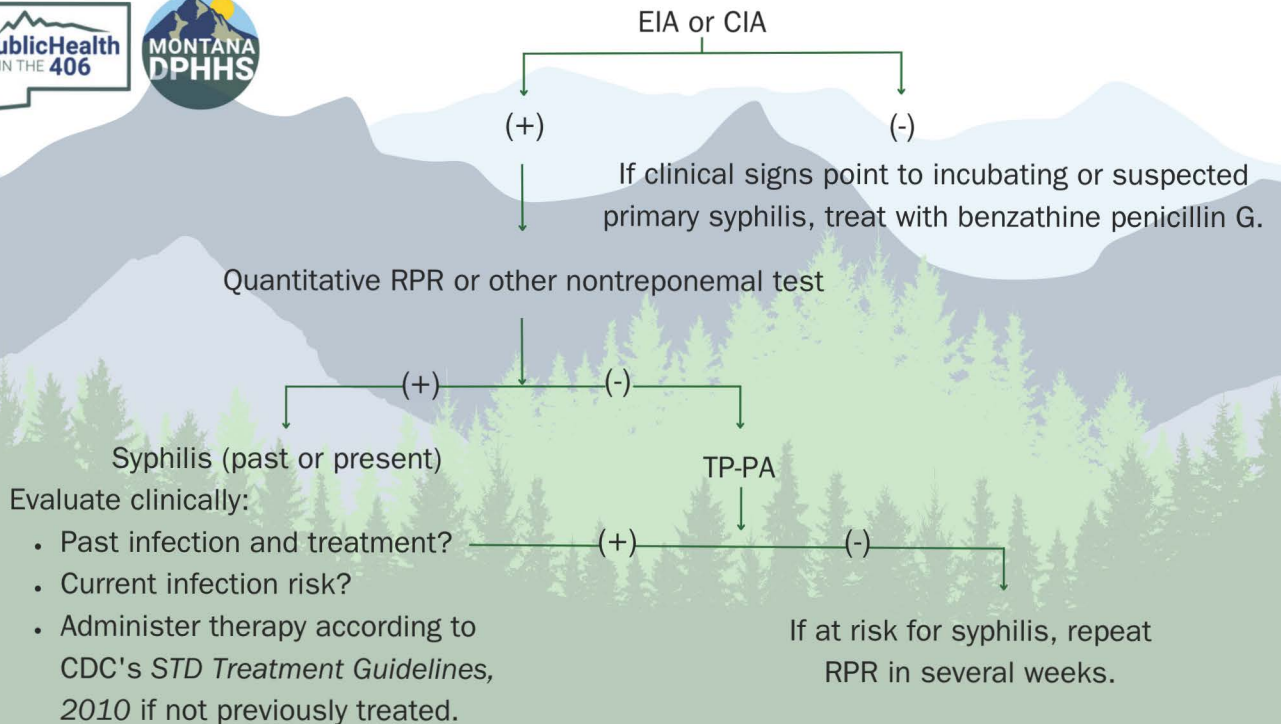 ublicHealth
IN THE 406
MONTANA
DPHHS
EIA or CIA
(+)
(-)
If clinical signs point to incubating or suspected
primary syphilis, treat with benzathine penicillin G.
Quantitative RPR or other nontreponemal test
(+)
(-)
Syphilis (past or present)
Evaluate clinically:
• Past infection and treatment?
• Current infection risk?
• Administer therapy according to
CDC's STD Treatment Guidelines,
2010 if not previously treated.
TP-PA
(+)
(-)
If at risk for syphilis, repeat
RPR in several weeks.